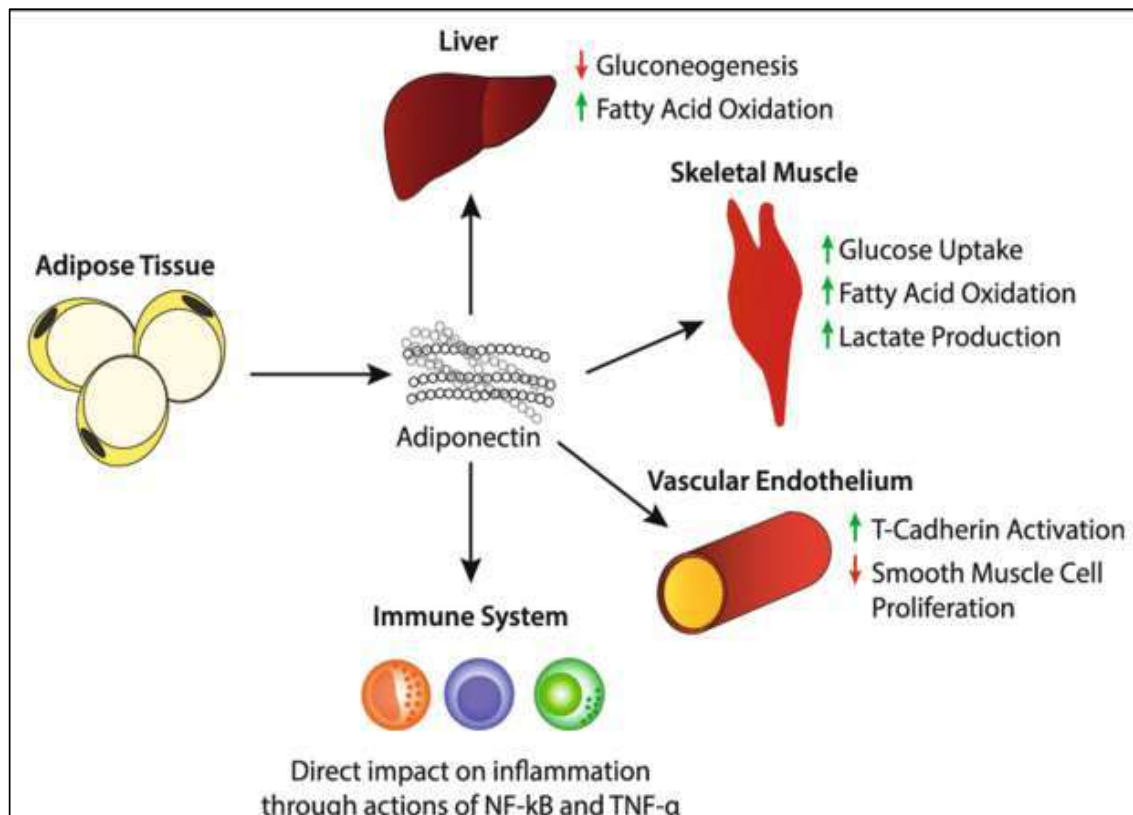 Liver
Gluconeogenesis
Fatty Acid Oxidation
Skeletal Muscle
Glucose Uptake
Fatty Acid Oxidation
Lactate Production
Adipose Tissue
Adiponectin
Vascular Endothelium
T-Cadherin Activation
Smooth Muscle Cell
Proliferation
Immune System
Direct impact on inflammation
through actions of NF-kB and TNF-α